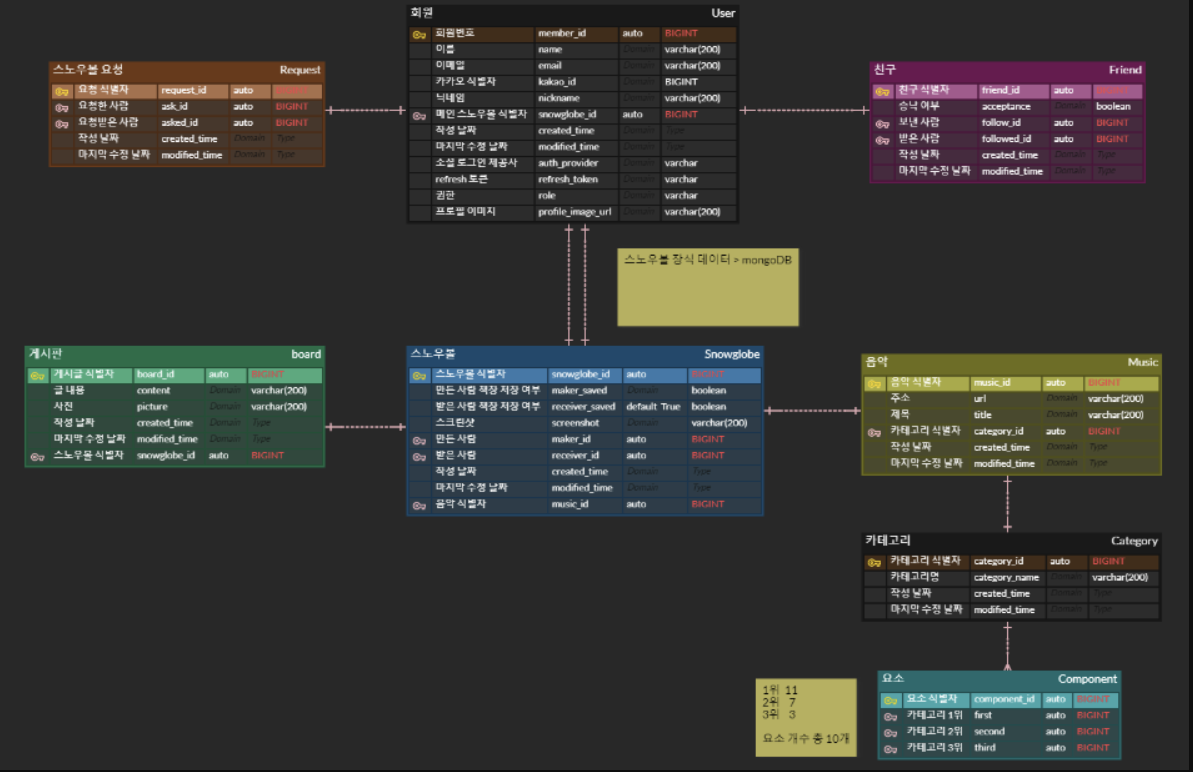 회원 User
회원번호 member_id auto BIGINT
이름 name Domain varchar(200)
이메일 email Domain varchar(200)
카카오 식별자 kakao_id Domain BIGINT
닉네임 nickname Domain varchar(200)
메인 스노우볼 식별자 snowglobe_id auto BIGINT
작성 날짜 created_time Domain Type
마지막 수정 날짜 modified_time Domain Type
소셜 로그인 제공사 auth_provider Domain varchar
refresh 토큰 refresh_token Domain varchar
권한 role Domain varchar
프로필 이미지 profile_image_url Domain varchar(200)
스노우볼 요청 Request
요청 식별자 request_id auto BIGINT
요청한 사람 ask_id auto BIGINT
요청받은 사람 asked_id auto BIGINT
작성 날짜 created_time Domain Type
마지막 수정 날짜 modified_time Domain Type
친구 Friend
친구 식별자 friend_id auto BIGINT
승낙 여부 acceptance Domain boolean
보낸 사람 follow_id auto BIGINT
받은 사람 followed_id auto BIGINT
작성 날짜 created_time Domain Type
마지막 수정 날짜 modified_time Domain Type
스노우볼 장식 데이터 > mongoDB
게시판 board
게시글 식별자 board_id auto BIGINT
글 내용 content Domain varchar(200)
사진 picture Domain varchar(200)
작성 날짜 created_time Domain Type
마지막 수정 날짜 modified_time Domain Type
스노우볼 식별자 snowglobe_id auto BIGINT
스노우볼 Snowglobe
스노우볼 식별자 snowglobe_id auto BIGINT
만든 사람 책장 저장 여부 maker_saved Domain boolean
받은 사람 책장 저장 여부 receiver_saved default True boolean
스크린샷 screenshot Domain varchar(200)
만든 사람 maker_id auto BIGINT
받은 사람 receiver_id auto BIGINT
작성 날짜 created_time Domain Type
마지막 수정 날짜 modified_time Domain Type
음악 식별자 music_id auto BIGINT
음악 Music
음악 식별자 music_id auto BIGINT
주소 url Domain varchar(200)
제목 title Domain varchar(200)
카테고리 식별자 category_id auto BIGINT
작성 날짜 created_time Domain Type
마지막 수정 날짜 modified_time Domain Type
카테고리 Category
카테고리 식별자 category_id auto BIGINT
카테고리명 category_name Domain varchar(200)
작성 날짜 created_time Domain Type
마지막 수정 날짜 modified_time Domain Type
1위 11
2위 7
3위 3
요소 개수 총 10개
요소 Component
요소 식별자 component_id auto BIGINT
카테고리 1위 first auto BIGINT
카테고리 2위 second auto BIGINT
카테고리 3위 third auto BIGINT